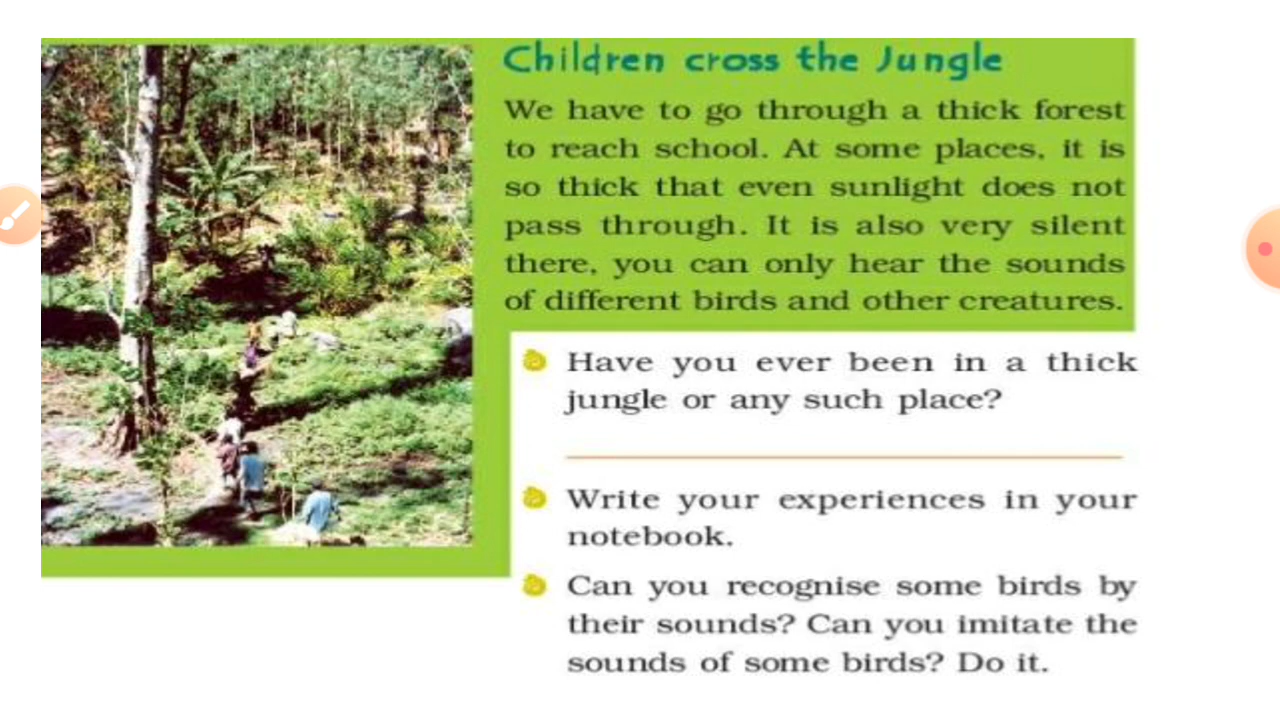 Children cross the Jungle
We have to go through a thick forest
to reach school. At some places, it is
so thick that even sunlight does not
pass through. It is also very silent
there, you can only hear the sounds
of different birds and other creatures.
Have you ever been in a thick
jungle or any such place?
Write your experiences in your
notebook.
Can you recognise some birds by
their sounds? Can you imitate the
sounds of some birds? Do it.